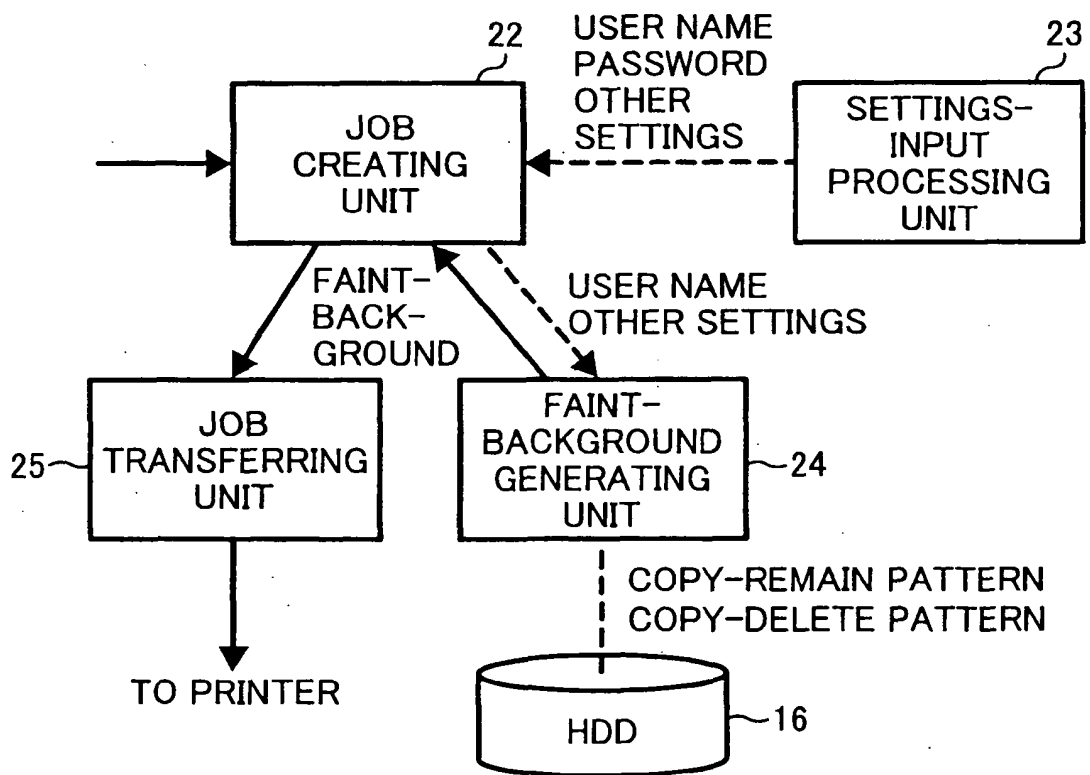 22
USER NAME
PASSWORD
OTHER
SETTINGS
23
JOB
CREATING
UNIT
SETTINGS-
INPUT
PROCESSING
UNIT
FAINT-
BACK-
GROUND
USER NAME
OTHER SETTINGS
25
JOB
TRANSFERRING
UNIT
FAINT-
BACKGROUND
GENERATING
UNIT
24
COPY-REMAIN PATTERN
COPY-DELETE PATTERN
TO PRINTER
HDD
16